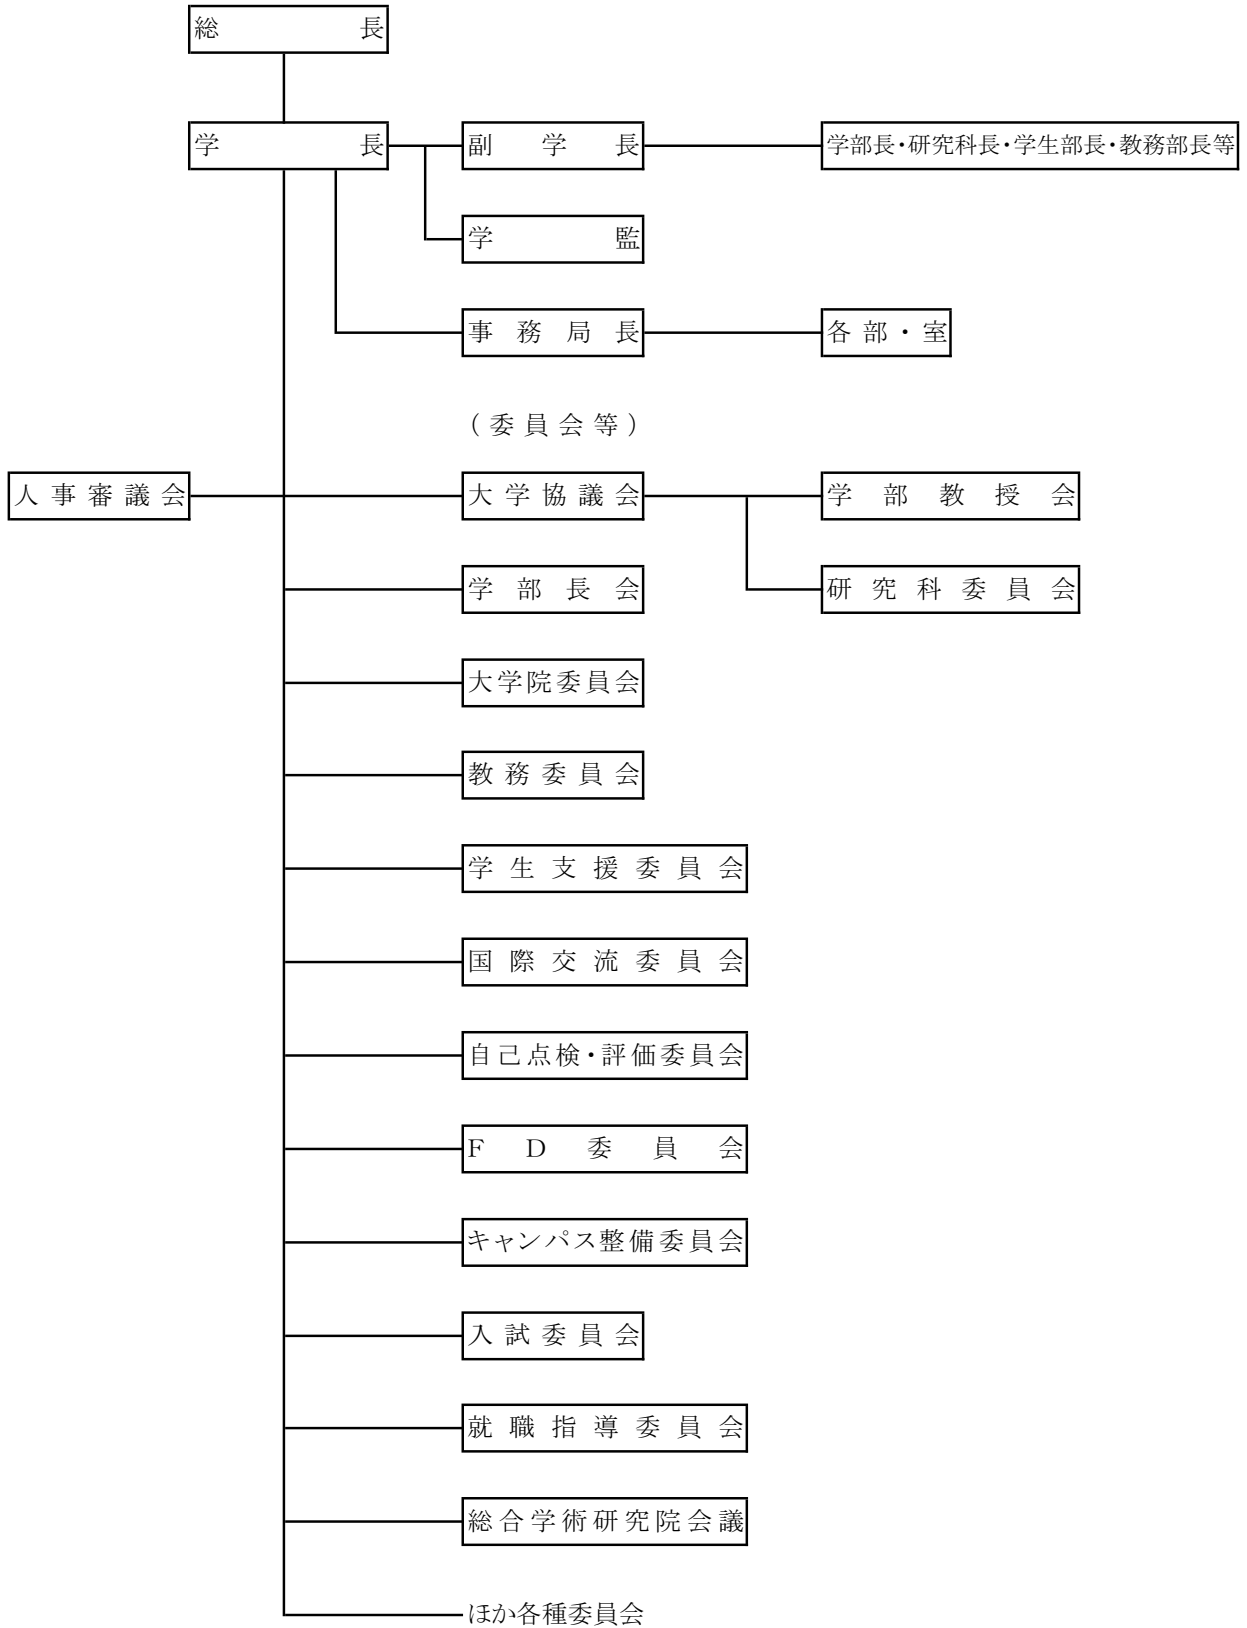 総長
学長
副学長
学部長・研究科長・学生部長・教務部長等
学監
事務局長
各部・室
(委員会等)
人事審議会
大学協議会
学部教授会
学部長会
研究科委員会
大学院委員会
教務委員会
学生支援委員会
国際交流委員会
自己点検・評価委員会
FD委員会
キャンパス整備委員会
入試委員会
就職指導委員会
総合学術研究院会議
ほか各種委員会